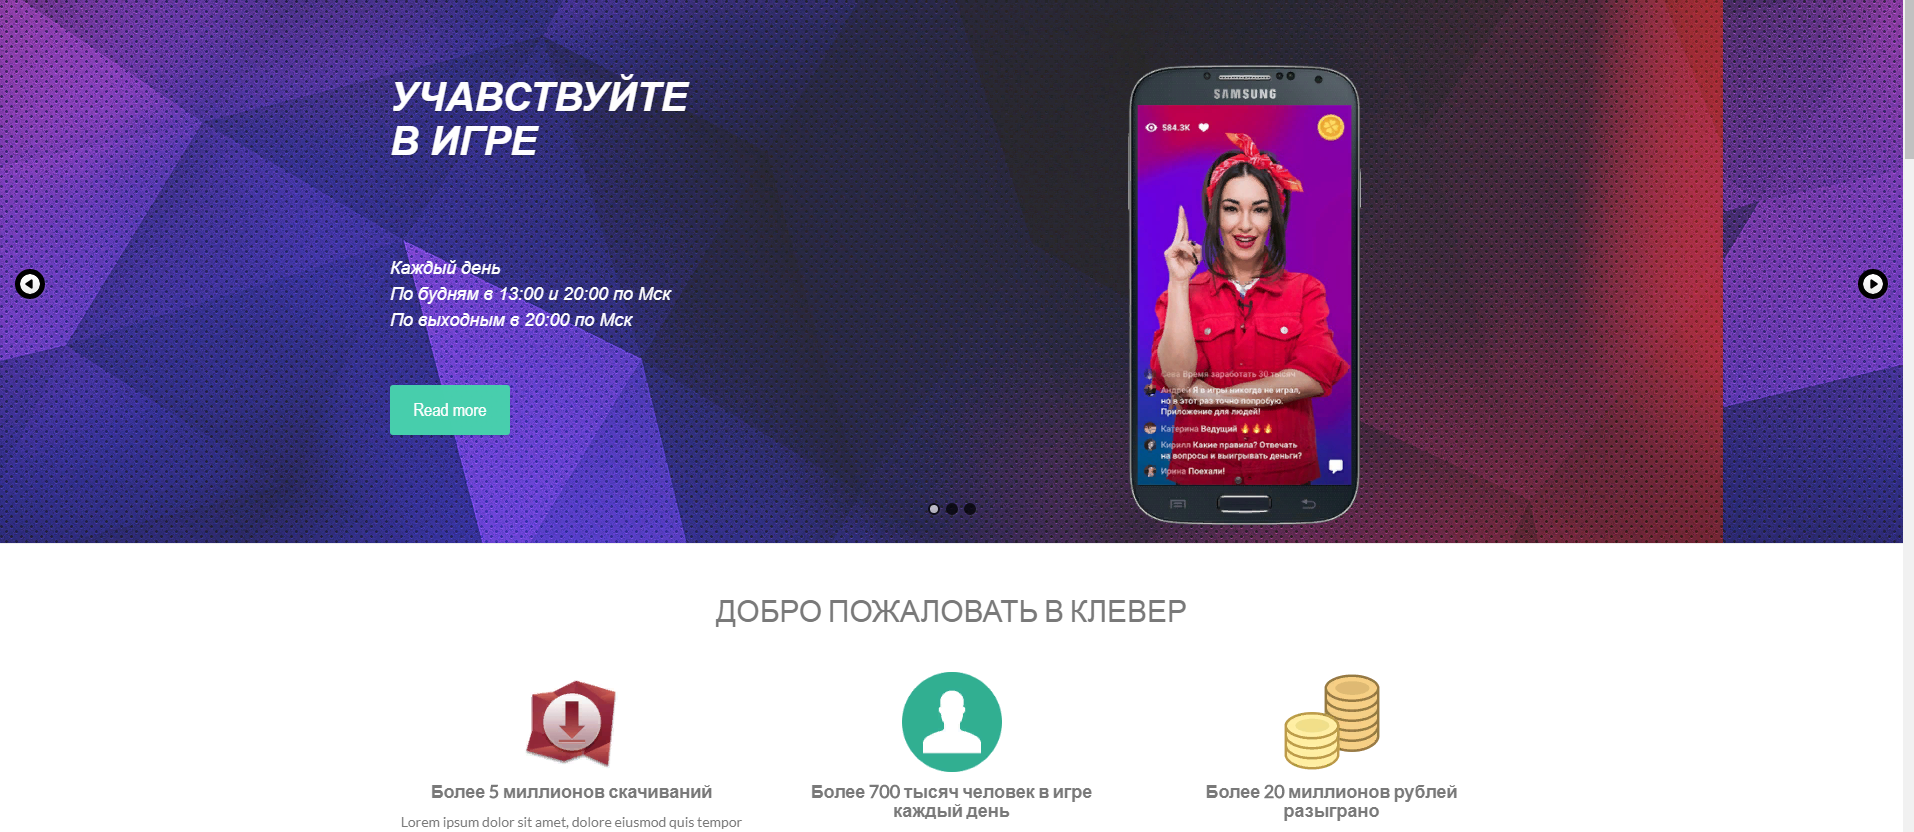 УЧАВСТВУЙТЕ
В ИГРЕ
Каждый день
По будням в 13:00 и 20:00 по Мск
По выходным в 20:00 по Мск
Read more
SAMSUNG
584.3K
Сева Время заработать 30 тысяч
Андрей Я в игры никогда не играл,
но в этот раз точно попробую.
Приложение для людей!
Катерина Ведущий 🔥🔥🔥
Кирилл Какие правила? Отвечать
на вопросы и выигрывать деньги?
Ирина Поехали!
ДОБРО ПОЖАЛОВАТЬ В КЛЕВЕР
Более 5 миллионов скачиваний
Lorem ipsum dolor sit amet, dolore eiusmod quis tempor
Более 700 тысяч человек в игре
каждый день
Более 20 миллионов рублей
разыграно